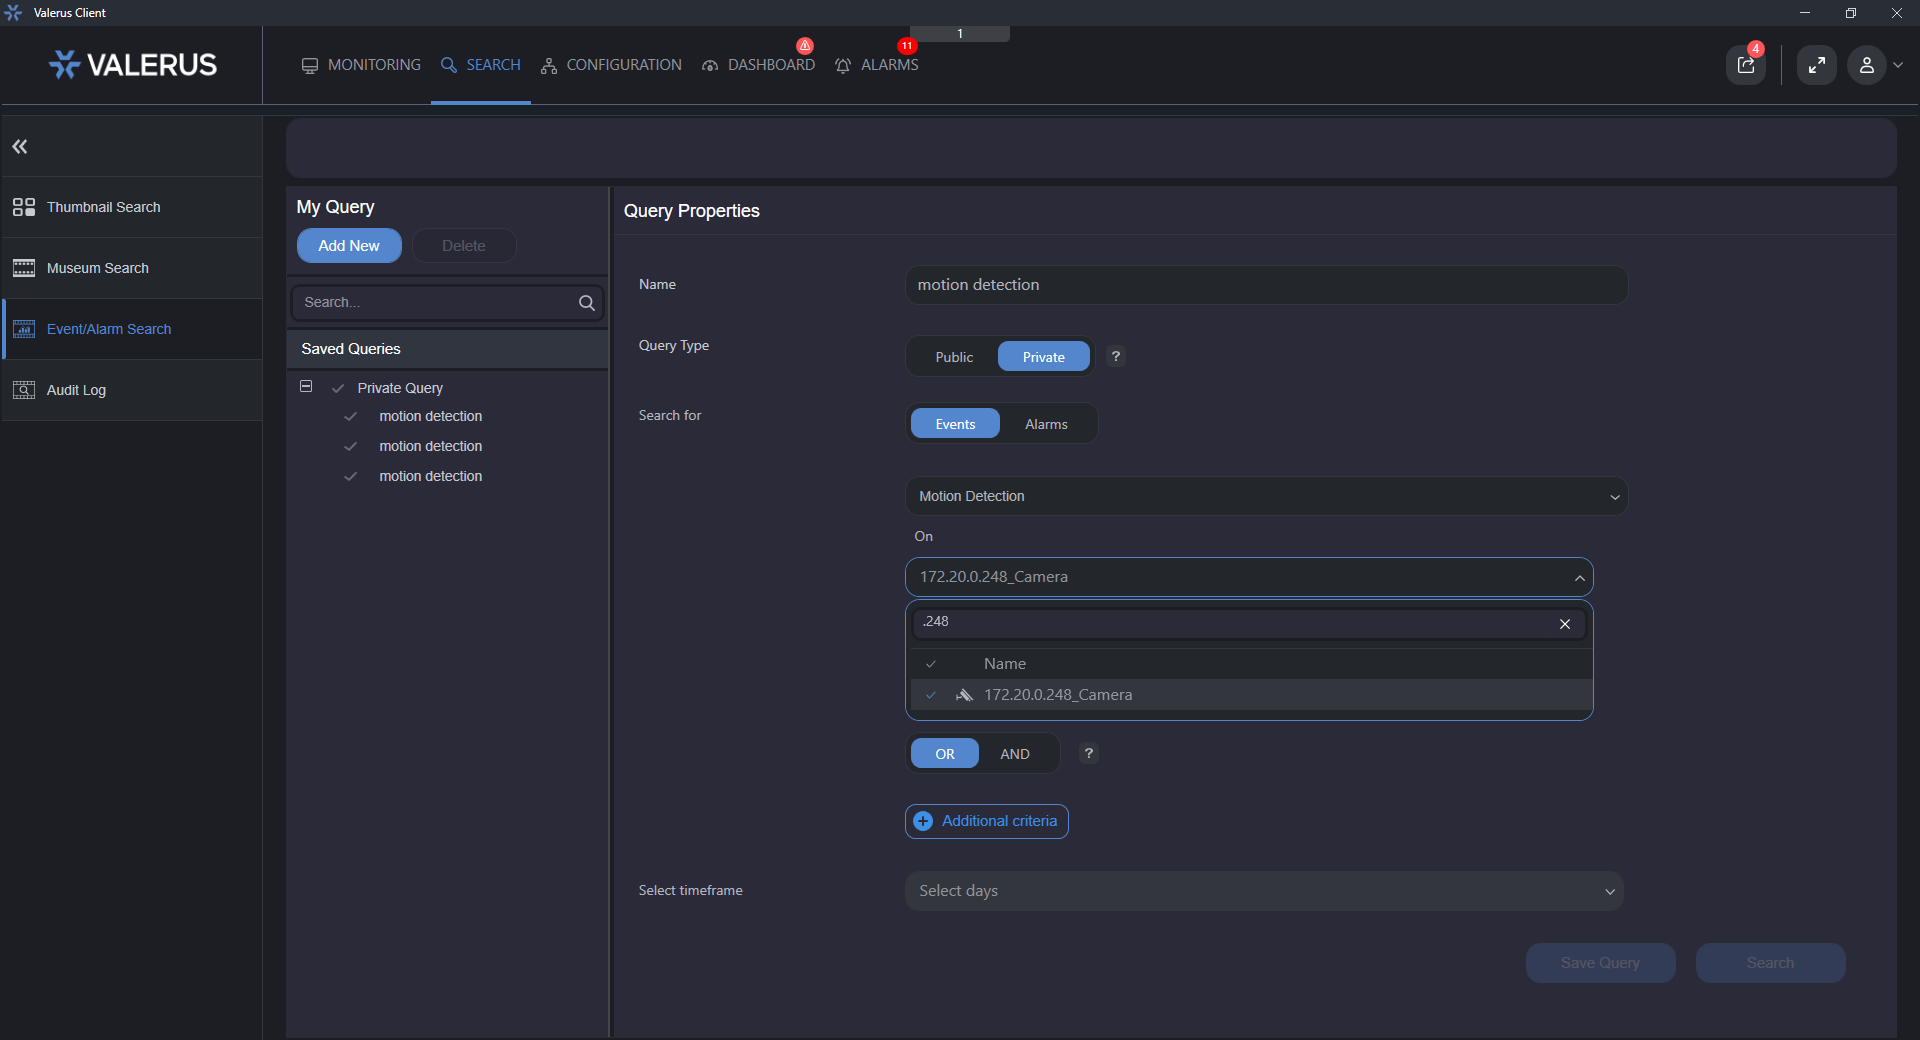 Valerus Client
1
VALERUS
MONITORING
SEARCH
CONFIGURATION
DASHBOARD
11
ALARMS
4
Thumbnail Search
Museum Search
Event/Alarm Search
Audit Log
My Query
Add New
Delete
Search...
Saved Queries
Private Query
motion detection
motion detection
motion detection
Query Properties
Name
motion detection
Query Type
Public
Private
?
Search for
Events
Alarms
Motion Detection
On
172.20.0.248_Camera
.248
Name
172.20.0.248_Camera
OR
AND
?
Additional criteria
Select timeframe
Select days
Save Query
Search